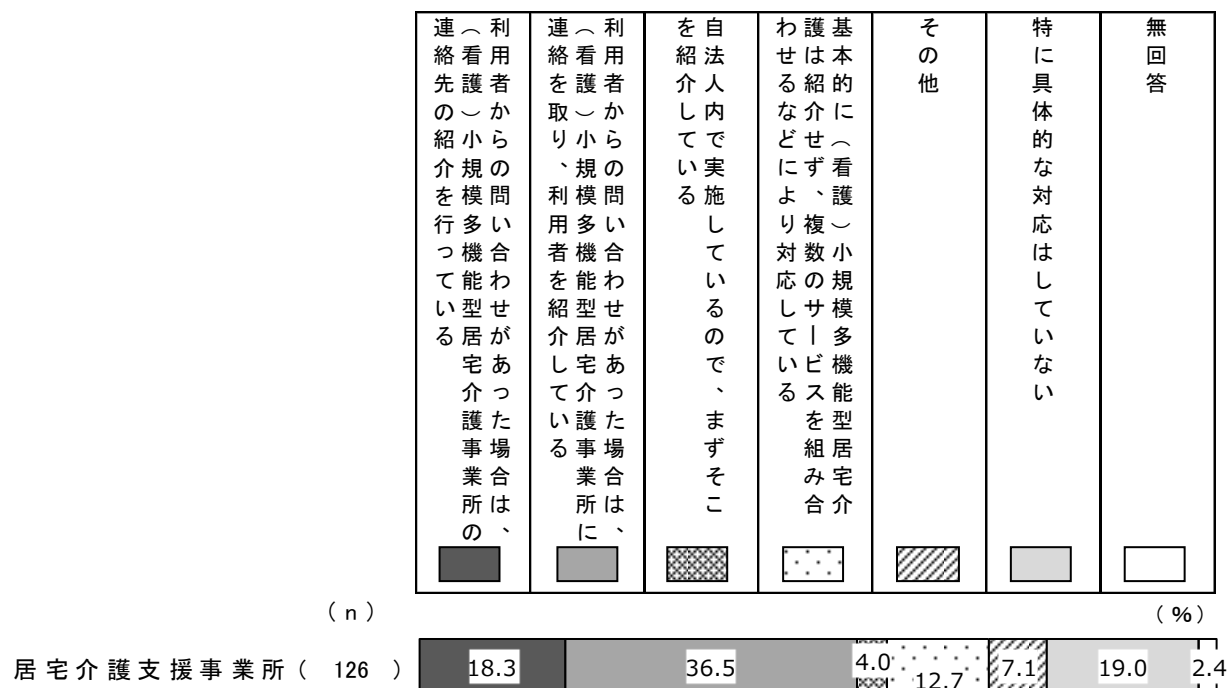 利用者からの問い合わせがあった場合は、
（看護）小規模多機能型居宅介護事業所の
連絡先の紹介を行っている
利用者からの問い合わせがあった場合は、
（看護）小規模多機能型居宅介護事業所に
連絡を取り、利用者を紹介している
自法人内で実施しているので、まずそこ
を紹介している
基本的に（看護）小規模多機能型居宅介
護は紹介せず、複数のサービスを組み合
わせるなどにより対応している
その他
特に具体的な対応はしていない
無回答
（n） （%）
居宅介護支援事業所（ 126 ） 18.3 36.5 4.0 12.7 7.1 19.0 2.4